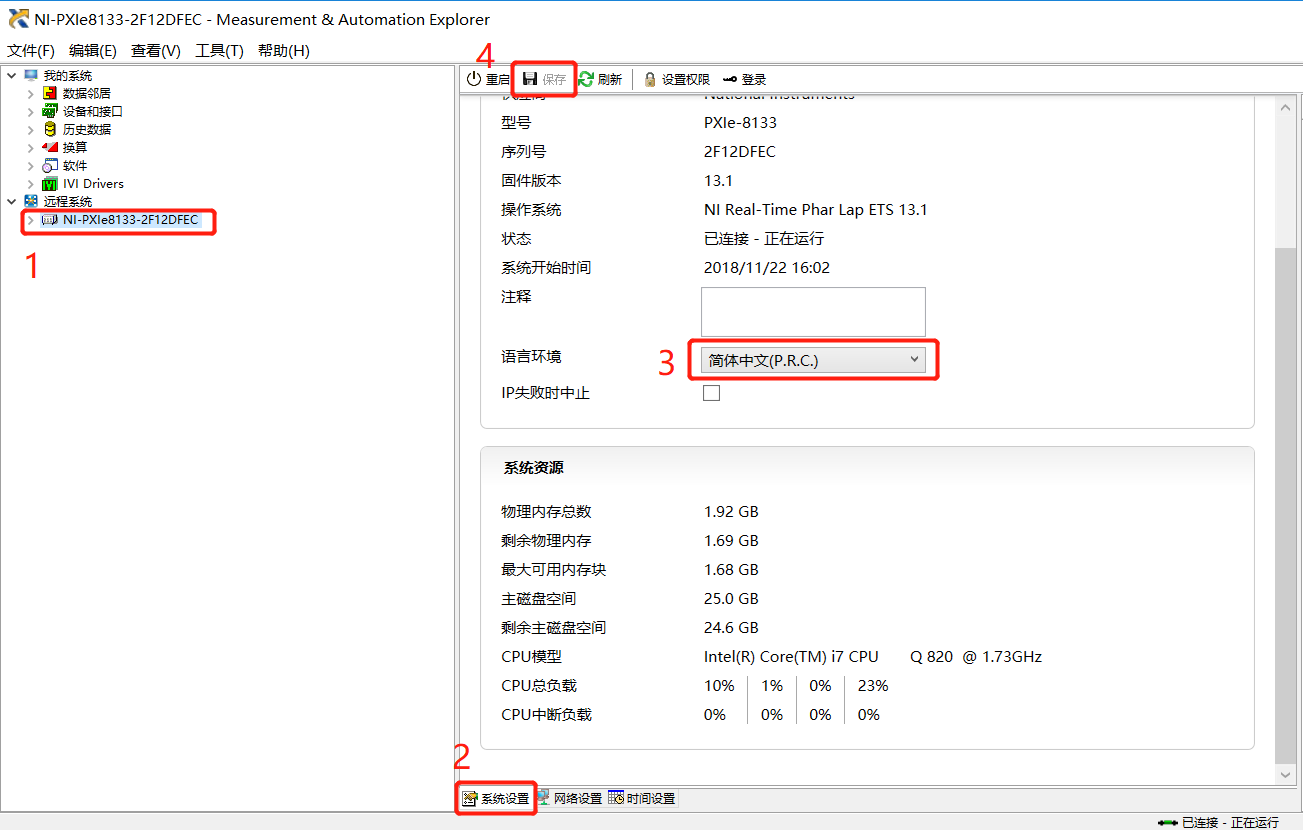 NI-PXIe8133-2F12DFEC - Measurement & Automation Explorer
文件(F) 编辑(E) 查看(V) 工具(T) 帮助(H)
4
重启 保存 刷新 设置权限 登录
我的系统
数据邻居
设备和接口
历史数据
换算
软件
IVI Drivers
远程系统
NI-PXIe8133-2F12DFEC
1
National Instruments
型号 PXIe-8133
序列号 2F12DFEC
固件版本 13.1
操作系统 NI Real-Time Phar Lap ETS 13.1
状态 已连接 - 正在运行
系统开始时间 2018/11/22 16:02
注释
语言环境 3 简体中文(P.R.C.)
IP失败时中止
系统资源
物理内存总数 1.92 GB
剩余物理内存 1.69 GB
最大可用内存块 1.68 GB
主磁盘空间 25.0 GB
剩余主磁盘空间 24.6 GB
CPU模型 Intel(R) Core(TM) i7 CPU Q 820 @ 1.73GHz
CPU总负载 10% 1% 0% 23%
CPU中断负载 0% 0% 0% 0%
2
系统设置 网络设置 时间设置
已连接 - 正在运行